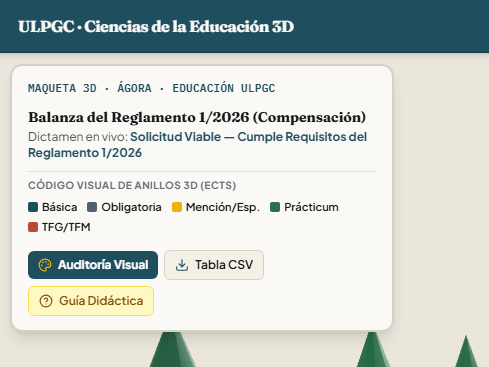 ULPGC · Ciencias de la Educación 3D
MAQUETA 3D · ÁGORA · EDUCACIÓN ULPGC
Balanza del Reglamento 1/2026 (Compensación)
Dictamen en vivo: Solicitud Viable — Cumple Requisitos del
Reglamento 1/2026
CÓDIGO VISUAL DE ANILLOS 3D (ECTS)
Básica Obligatoria Mención/Esp. Prácticum
TFG/TFM
Auditoría Visual Tabla CSV
Guía Didáctica